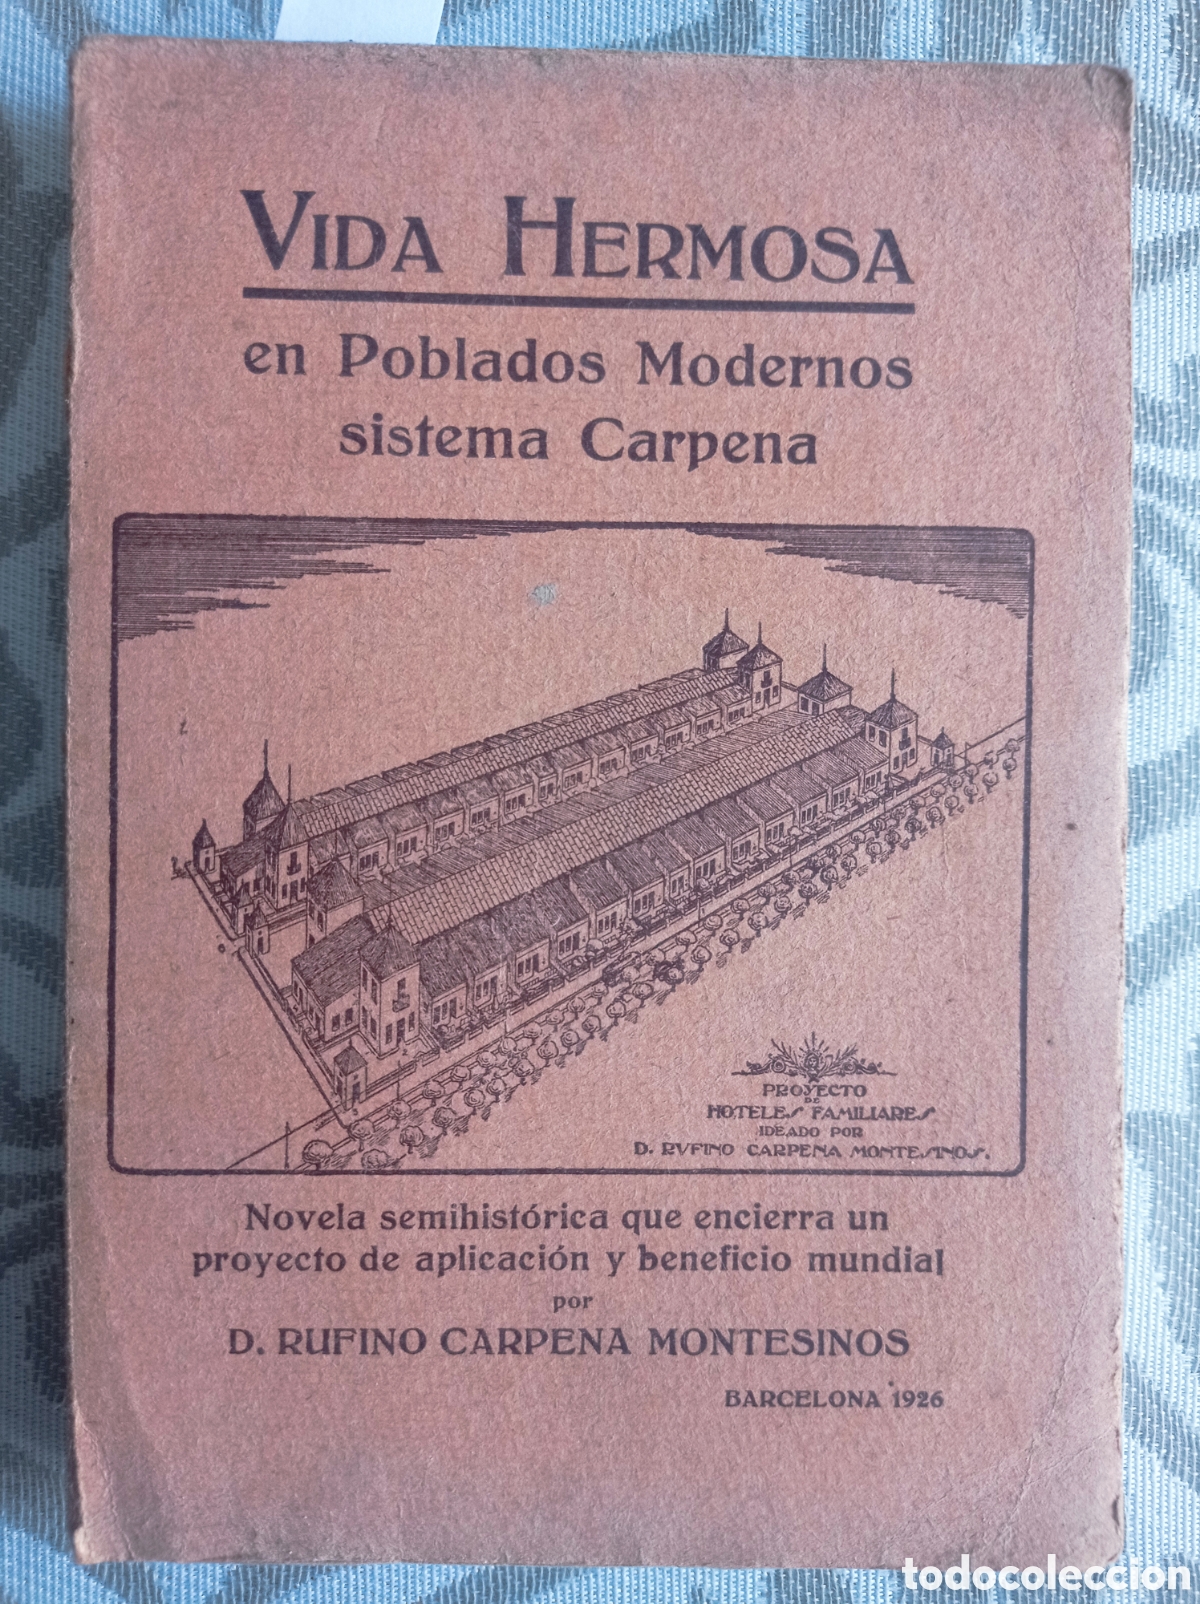 VIDA HERMOSA
en Poblados Modernos
sistema Carpena
PROYECTO
DE
HOTELES FAMILIARES
IDEADO POR
D. RVFINO CARPENA MONTESINOS.
Novela semihistórica que encierra un
proyecto de aplicación y beneficio mundial
por
D. RUFINO CARPENA MONTESINOS
BARCELONA 1926
todocoleccion